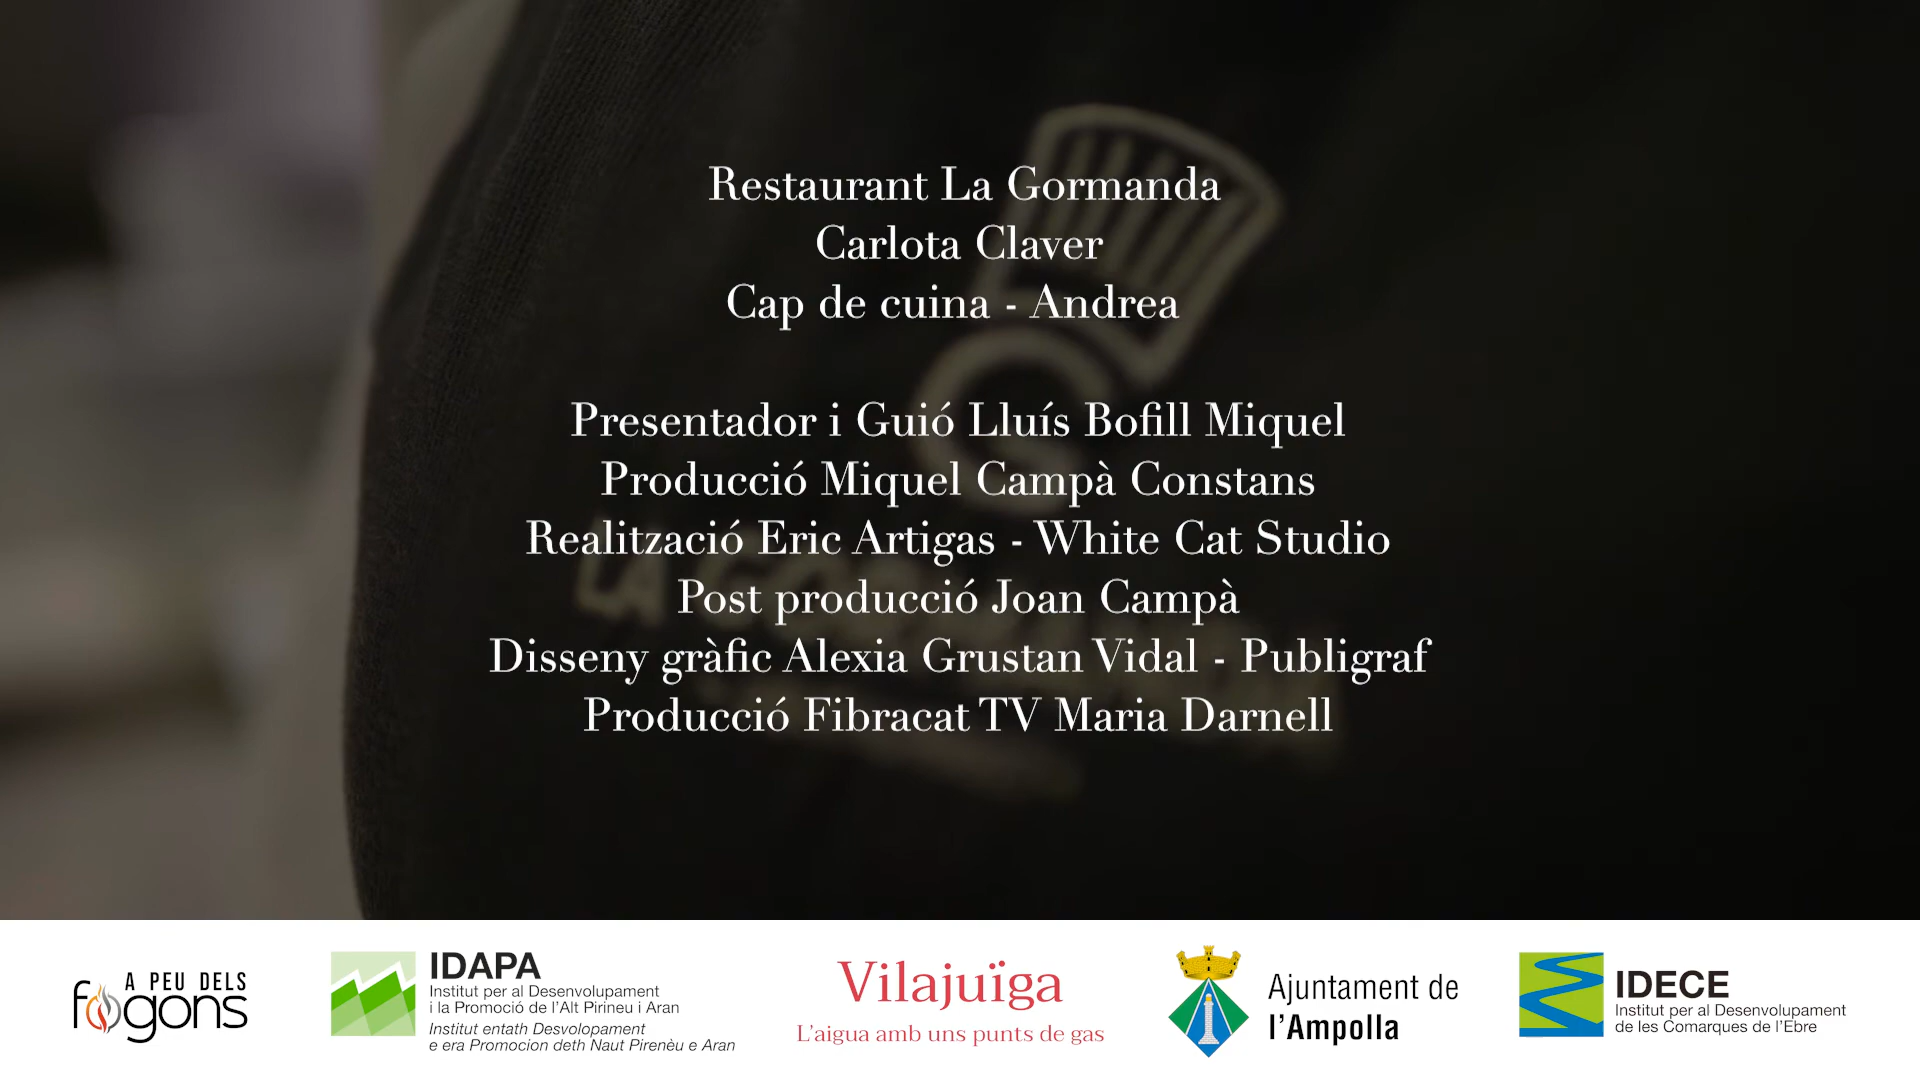 Restaurant La Gormanda
Carlota Claver
Cap de cuina - Andrea
Presentador i Guió Lluís Bofill Miquel
Producció Miquel Campà Constans
Realització Eric Artigas - White Cat Studio
Post producció Joan Campà
Disseny gràfic Alexia Grustan Vidal - Publigraf
Producció Fibracat TV Maria Darnell
A PEU DELS
fogons
IDAPA
Institut per al Desenvolupament
i la Promoció de l'Alt Pirineu i Aran
Institut entath Desvolopament
e era Promocion deth Naut Pirenèu e Aran
Vilajuïga
L'aigua amb uns punts de gas
Ajuntament de
l'Ampolla
IDECE
Institut per al Desenvolupament
de les Comarques de l'Ebre